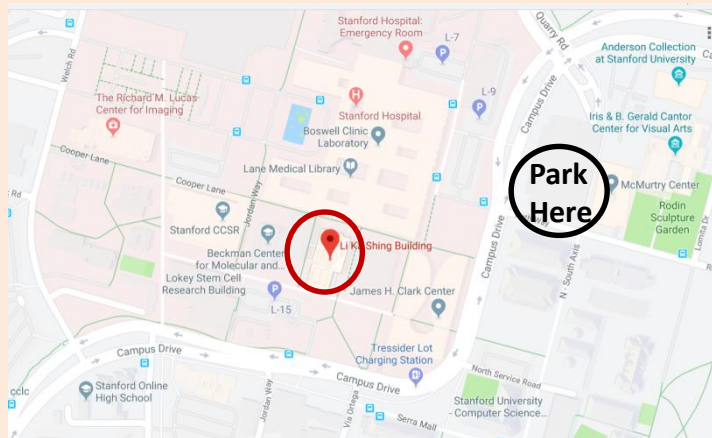 Stanford Hospital:
Emergency Room
L-7
Quarry Rd
Anderson Collection
at Stanford University
Welch Rd
The Richard M. Lucas
Center for Imaging
H
Stanford Hospital
L-9
Campus Drive
Iris & B. Gerald Cantor
Center for Visual Arts
Boswell Clinic
Laboratory
Cooper Lane
Lane Medical Library
Park
Here
McMurtry Center
Rodin
Sculpture
Garden
Lomita Dr
Cooper Lane
Jordan Way
Stanford CCSR
Beckman Center
for Molecular and...
Li Ka Shing Building
Campus Drive
N - South Axis
Lokey Stem Cell
Research Building
L-15
James H. Clark Center
Tressider Lot
Charging Station
Campus Drive
Campus Drive
North Service Road
Stanford Online
High School
Jordan Way
Via Ortega
Serra Mall
Stanford University
- Computer Science...